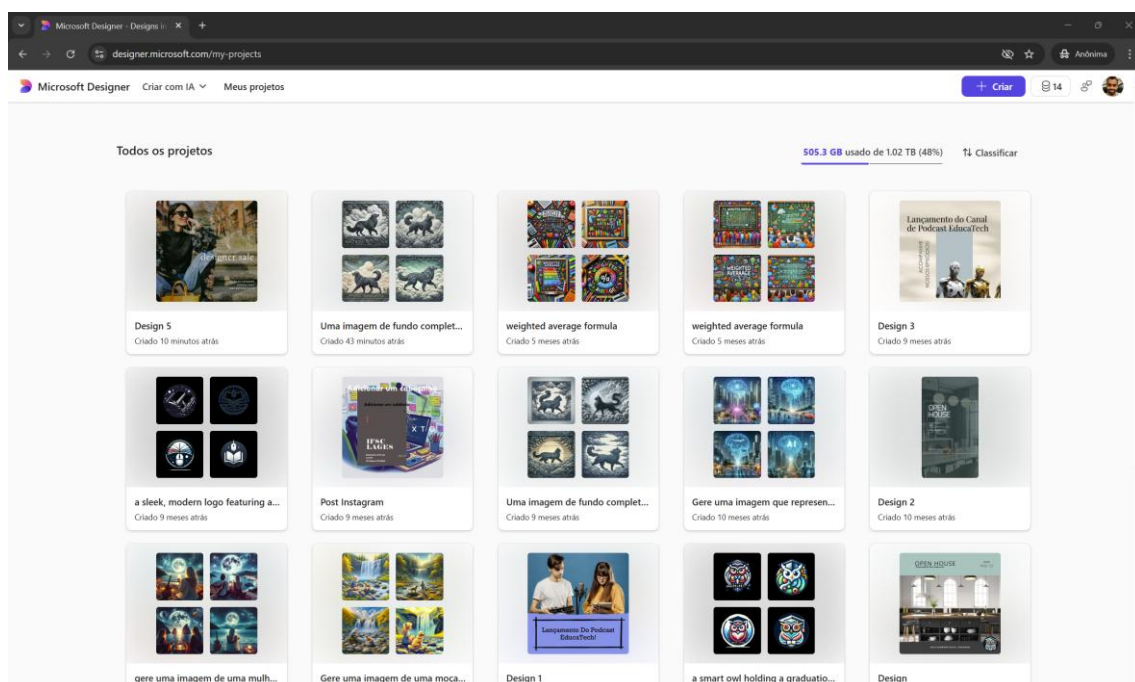 Microsoft Designer - Designs in
designer.microsoft.com/my-projects
Anônima
Microsoft Designer
Criar com IA
Meus projetos
Criar
14
Todos os projetos
505.3 GB usado de 1.02 TB (48%)
Classificar
designer sale
Lançamento do Canal
de Podcast EducaTech
Design 5
Criado 10 minutos atrás
Uma imagem de fundo complet...
Criado 43 minutos atrás
weighted average formula
Criado 5 meses atrás
weighted average formula
Criado 5 meses atrás
Design 3
Criado 9 meses atrás
Adicionar um
IFSC
LAGES
OPEN
HOUSE
a sleek, modern logo featuring a...
Criado 9 meses atrás
Post Instagram
Criado 9 meses atrás
Uma imagem de fundo complet...
Criado 9 meses atrás
Gere uma imagem que represen...
Criado 10 meses atrás
Design 2
Criado 10 meses atrás
Lançamento Do Podcast
EducaTech!
OPEN HOUSE
gere uma imagem de uma mulh...
Gere uma imagem de uma moça...
Design 1
a smart owl holding a graduatio...
Design